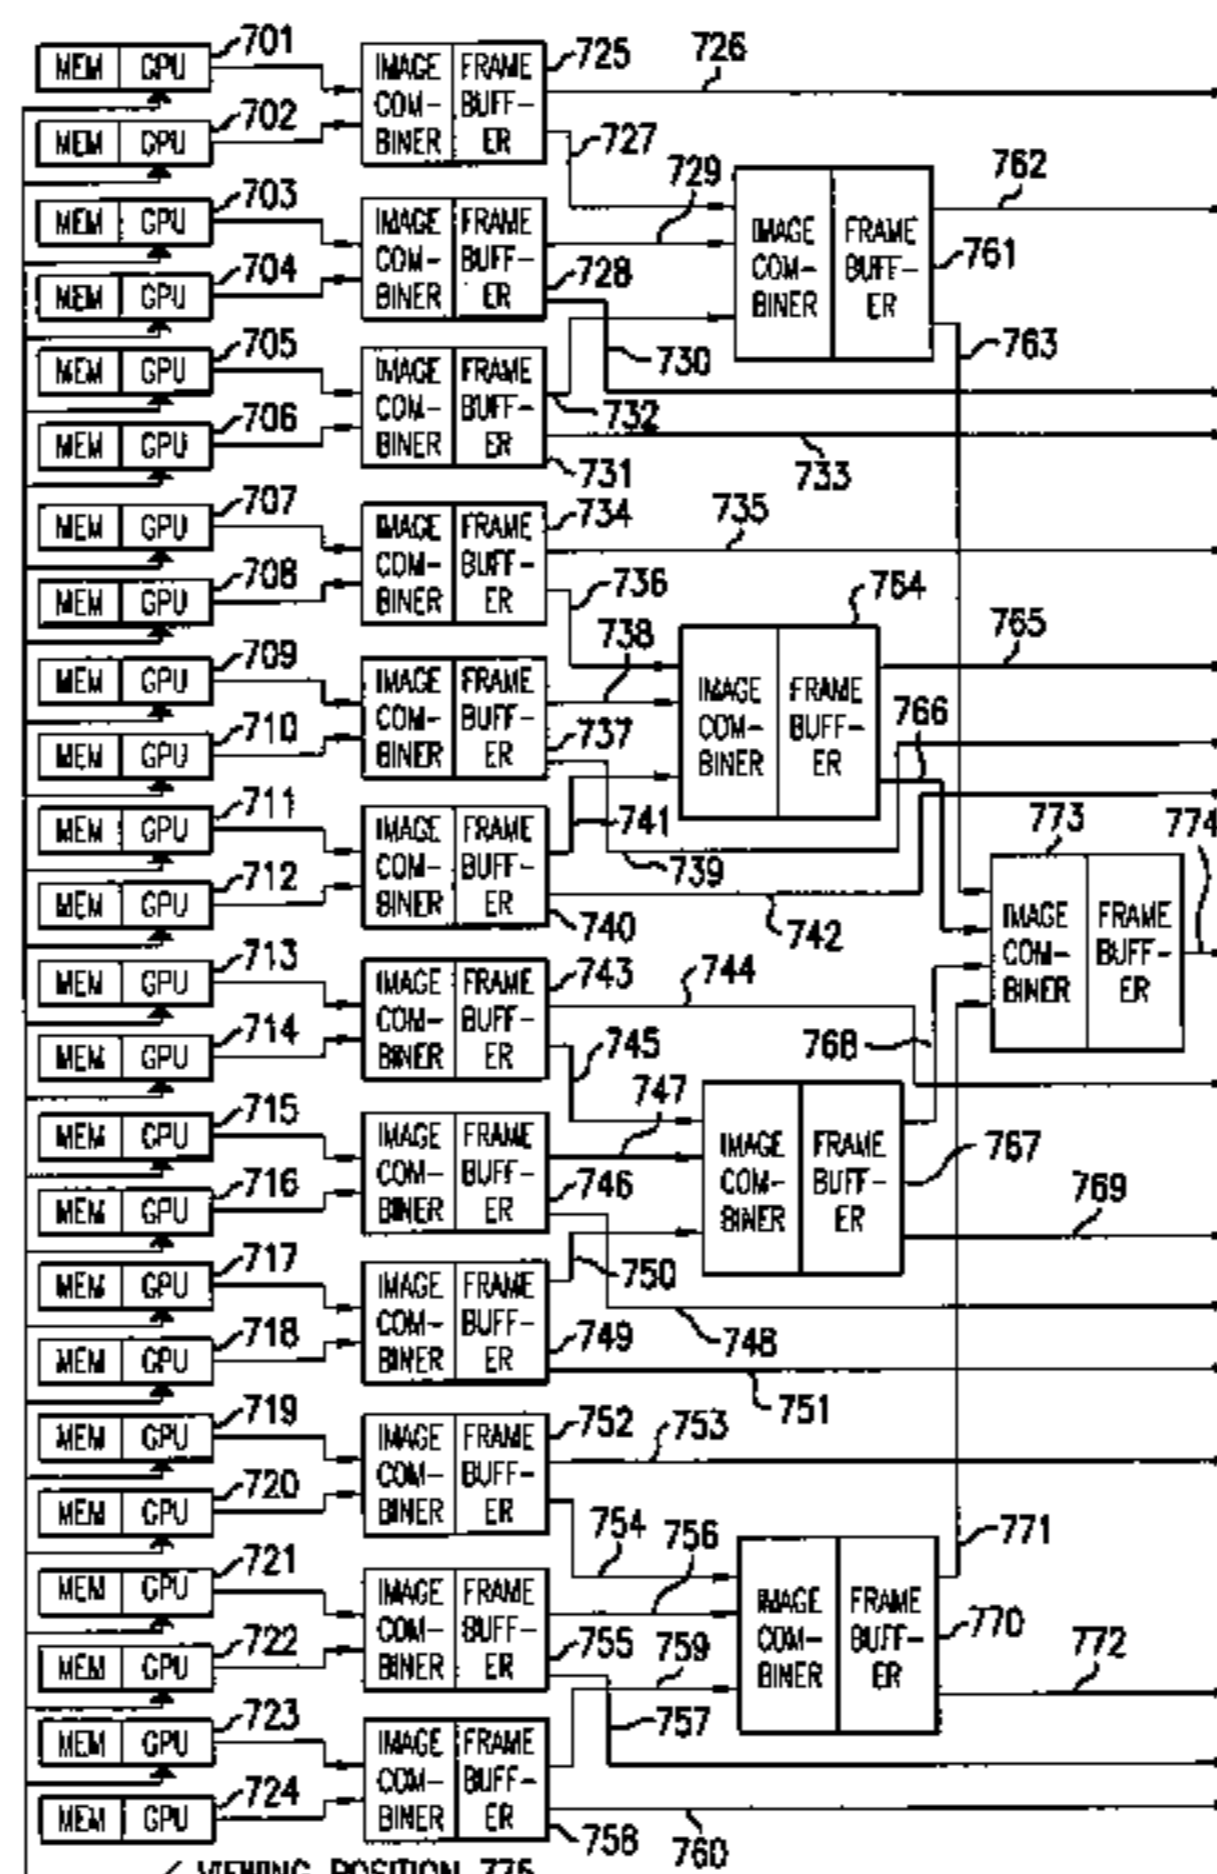 MEM GPU 701
MEM GPU 702
IMAGE COM- BINER FRAME BUFF- ER 725
726
727
MEM GPU 703
MEM GPU 704
IMAGE COM- BINER FRAME BUFF- ER 728
729
730
IMAGE COM- BINER FRAME BUFF- ER 761
762
763
MEM GPU 705
MEM GPU 706
IMAGE COM- BINER FRAME BUFF- ER 731
732
733
MEM GPU 707
MEM GPU 708
IMAGE COM- BINER FRAME BUFF- ER 734
735
736
MEM GPU 709
MEM GPU 710
IMAGE COM- BINER FRAME BUFF- ER 737
738
739
IMAGE COM- BINER FRAME BUFF- ER 764
765
766
MEM GPU 711
MEM GPU 712
IMAGE COM- BINER FRAME BUFF- ER 740
741
742
IMAGE COM- BINER FRAME BUFF- ER 773
774
MEM GPU 713
MEM GPU 714
IMAGE COM- BINER FRAME BUFF- ER 743
744
745
MEM GPU 715
MEM GPU 716
IMAGE COM- BINER FRAME BUFF- ER 746
747
748
IMAGE COM- BINER FRAME BUFF- ER 767
768
769
MEM GPU 717
MEM GPU 718
IMAGE COM- BINER FRAME BUFF- ER 749
750
751
MEM GPU 719
MEM GPU 720
IMAGE COM- BINER FRAME BUFF- ER 752
753
754
MEM GPU 721
MEM GPU 722
IMAGE COM- BINER FRAME BUFF- ER 755
756
757
IMAGE COM- BINER FRAME BUFF- ER 770
771
772
MEM GPU 723
MEM GPU 724
IMAGE COM- BINER FRAME BUFF- ER 758
759
760
VIEWING POSITION 775